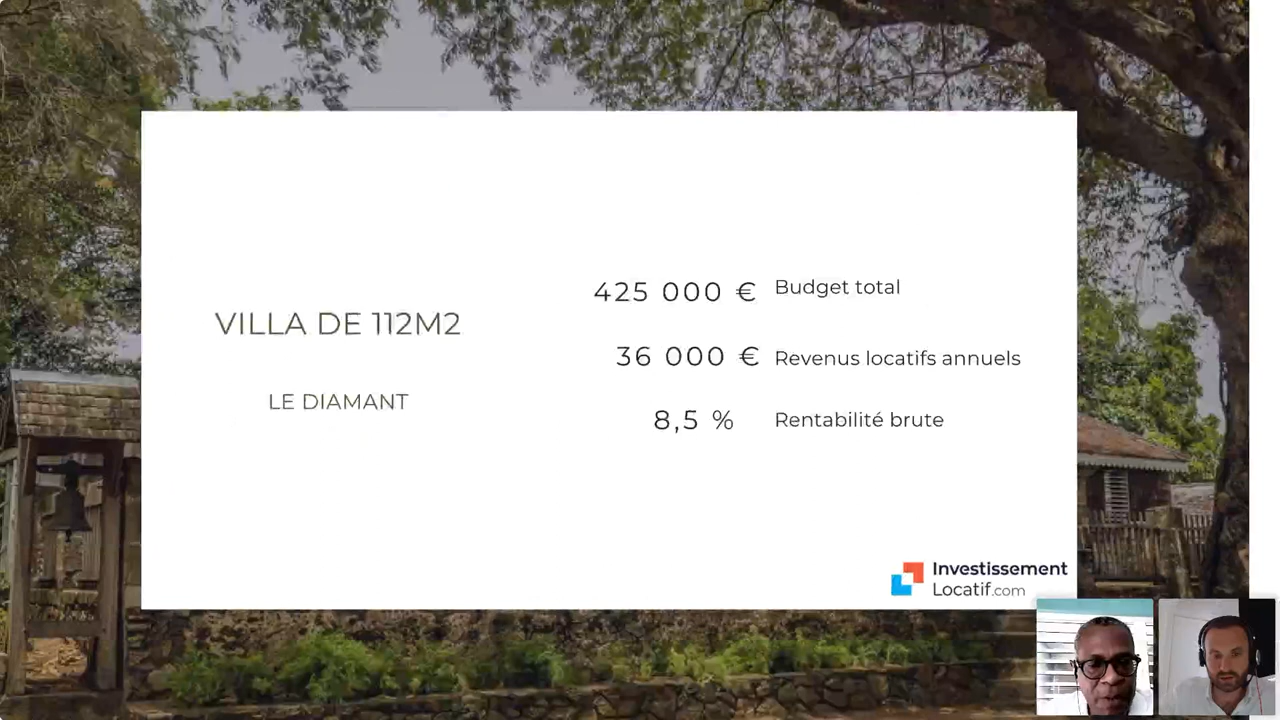 VILLA DE 112M2
LE DIAMANT
425 000 € Budget total
36 000 € Revenus locatifs annuels
8,5 % Rentabilité brute
Investissement
Locatif.com